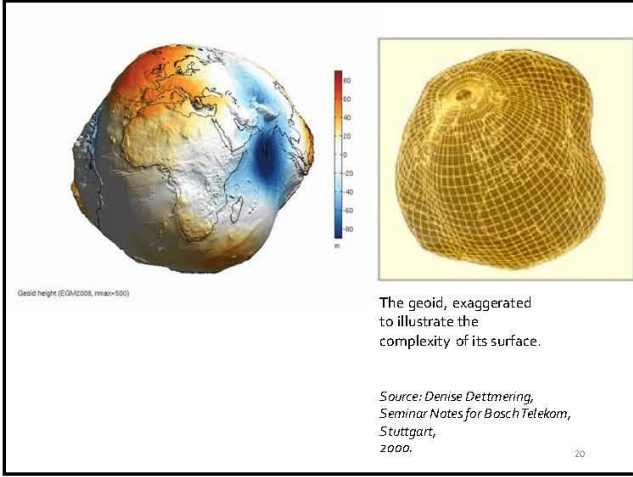 80
60
40
20
0
-20
-40
-60
-80
m
Geoid height (EGM2008, nmax=500)
The geoid, exaggerated
to illustrate the
complexity of its surface.
Source: Denise Dettmering,
Seminar Notes for Bosch Telekom,
Stuttgart,
2000.
20